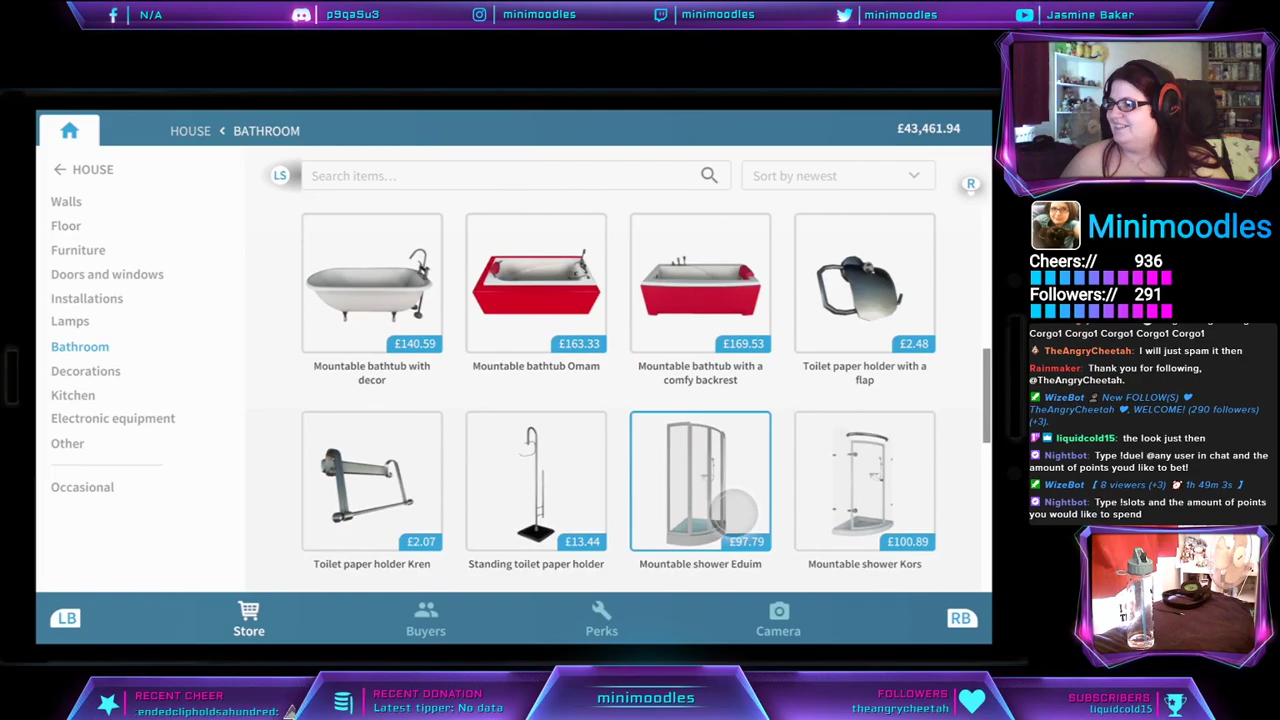 N/A
p9qa5u3
minimoodles
minimoodles
minimoodles
Jasmine Baker
HOUSE < BATHROOM
£43,461.94
← HOUSE
Walls
Floor
Furniture
Doors and windows
Installations
Lamps
Bathroom
Decorations
Kitchen
Electronic equipment
Other
Occasional
LS
Search items...
Sort by newest
R
£140.59
£163.33
£169.53
£2.48
Mountable bathtub with
decor
Mountable bathtub Omam
Mountable bathtub with a
comfy backrest
Toilet paper holder with a
flap
£2.07
£13.44
£97.79
£100.89
Toilet paper holder Kren
Standing toilet paper holder
Mountable shower Eduim
Mountable shower Kors
LB
Store
Buyers
Perks
Camera
RB
Minimoodles
Cheers:// 936
Followers:// 291
Corgo1 Corgo1 Corgo1 Corgo1 Corgo1
TheAngryCheetah: I will just spam it then
Rainmaker: Thank you for following,
@TheAngryCheetah.
WizeBot New FOLLOW(S)
TheAngryCheetah , WELCOME! (290 followers)
(+3).
liquidcold15: the look just then
Nightbot: Type !duel @any user in chat and the
amount of points youd like to bet!
WizeBot [ 8 viewers (+3) 1h 49m 3s ]
Nightbot: Type !slots and the amount of points
you would like to spend
RECENT CHEER
:endedclipholdsahundred:
RECENT DONATION
Latest tipper: No data
minimoodles
FOLLOWERS
theangrycheetah
SUBSCRIBERS
liquidcold15